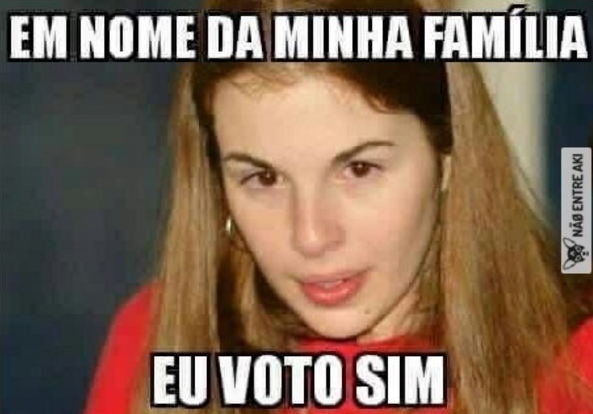 EM NOME DA MINHA FAMÍLIA
NÃO ENTRE AKI
EU VOTO SIM